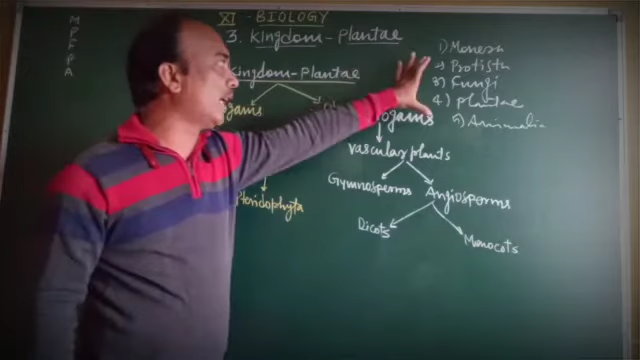 XI - BIOLOGY
3. Kingdom - Plantae
M
P
F
P
A
Kingdom-Plantae
1) Monera
2) Protista
3) Fungi
4) Plantae
5) Animalia
ogams
ogams
vascular plants
Pteridophyta
Gymnosperms
Angiosperms
Dicots
Monocots